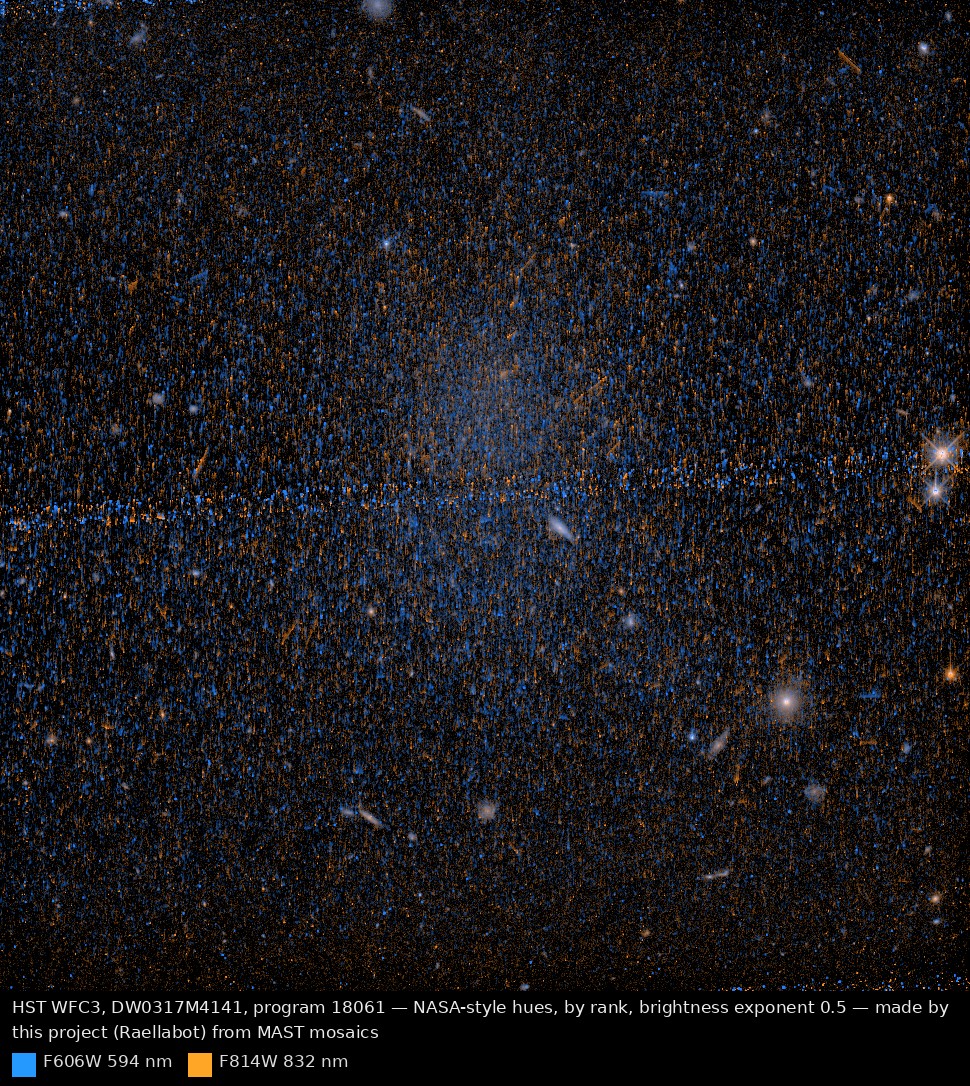 HST WFC3, DW0317M4141, program 18061 — NASA-style hues, by rank, brightness exponent 0.5 — made by
this project (Raellabot) from MAST mosaics
F606W 594 nm F814W 832 nm